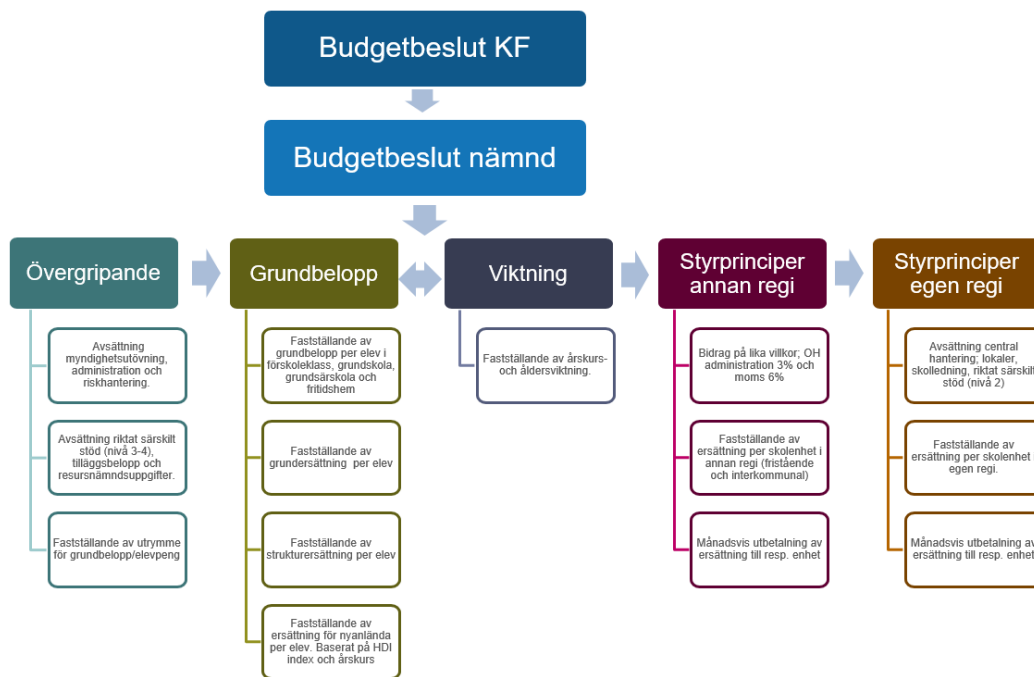 Budgetbeslut KF
Budgetbeslut nämnd
Övergripande
Avsättning
myndighetsutövning,
administration och
riskhantering.
Avsättning riktat särskilt
stöd (nivå 3-4),
tilläggsbelopp och
resursnämndsuppgifter.
Fastställande av utrymme
för grundbelopp/elevpeng
Grundbelopp
Fastställande av
grundbelopp per elev i
förskoleklass, grundskola,
grundsärskola och
fritidshem
Fastställande av
grundersättning per elev
Fastställande av
strukturersättning per elev
Fastställande av
ersättning för nyanlända
per elev. Baserat på HDI
index och årskurs
Viktning
Fastställande av årskurs-
och åldersviktning.
Styrprinciper
annan regi
Bidrag på lika villkor; OH
administration 3% och
moms 6%
Fastställande av
ersättning per skolenhet i
annan regi (fristående
och interkommunal)
Månadsvis utbetalning av
ersättning till resp. enhet
Styrprinciper
egen regi
Avsättning central
hantering; lokaler,
skolledning, riktat särskilt
stöd (nivå 2)
Fastställande av
ersättning per skolenhet i
egen regi.
Månadsvis utbetalning av
ersättning till resp. enhet